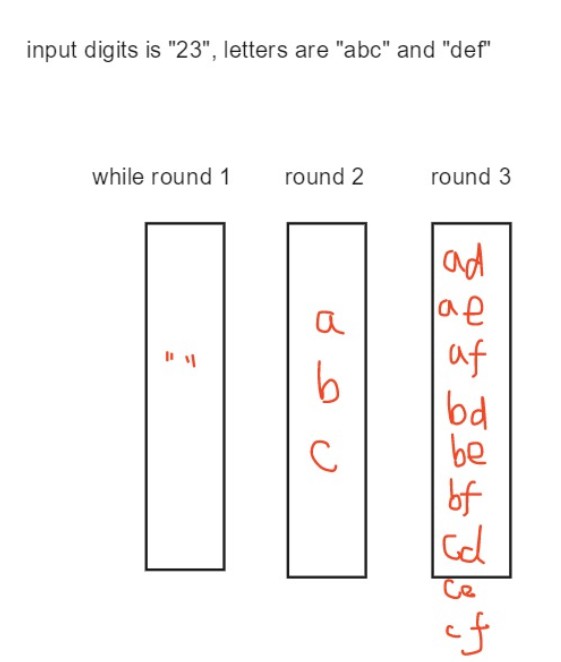 input digits is "23", letters are "abc" and "def"
while round 1 round 2 round 3
" "
a
b
c
ad
ae
af
bd
be
bf
cd
ce
cf